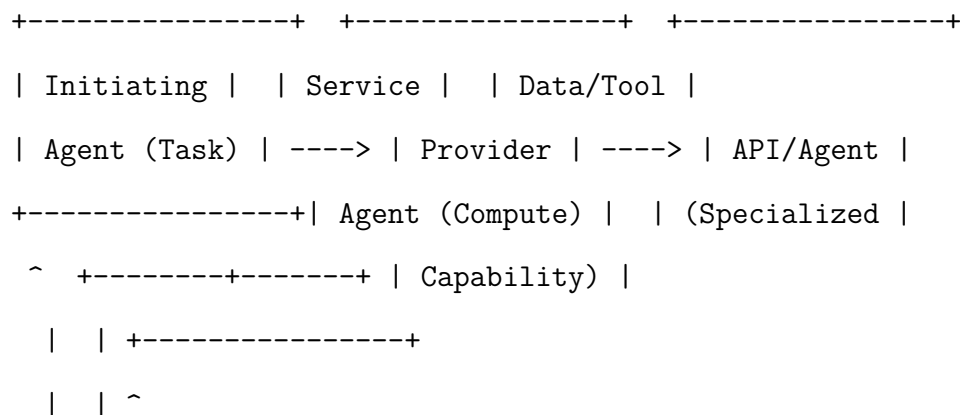 +----------------+  +----------------+  +----------------+
| Initiating |  | Service |  | Data/Tool |
| Agent (Task) | ----> | Provider | ----> | API/Agent |
+----------------+| Agent (Compute) |  | (Specialized |
 ^  +--------+-------+ | Capability) |
  |  | +----------------+
  |  | ^